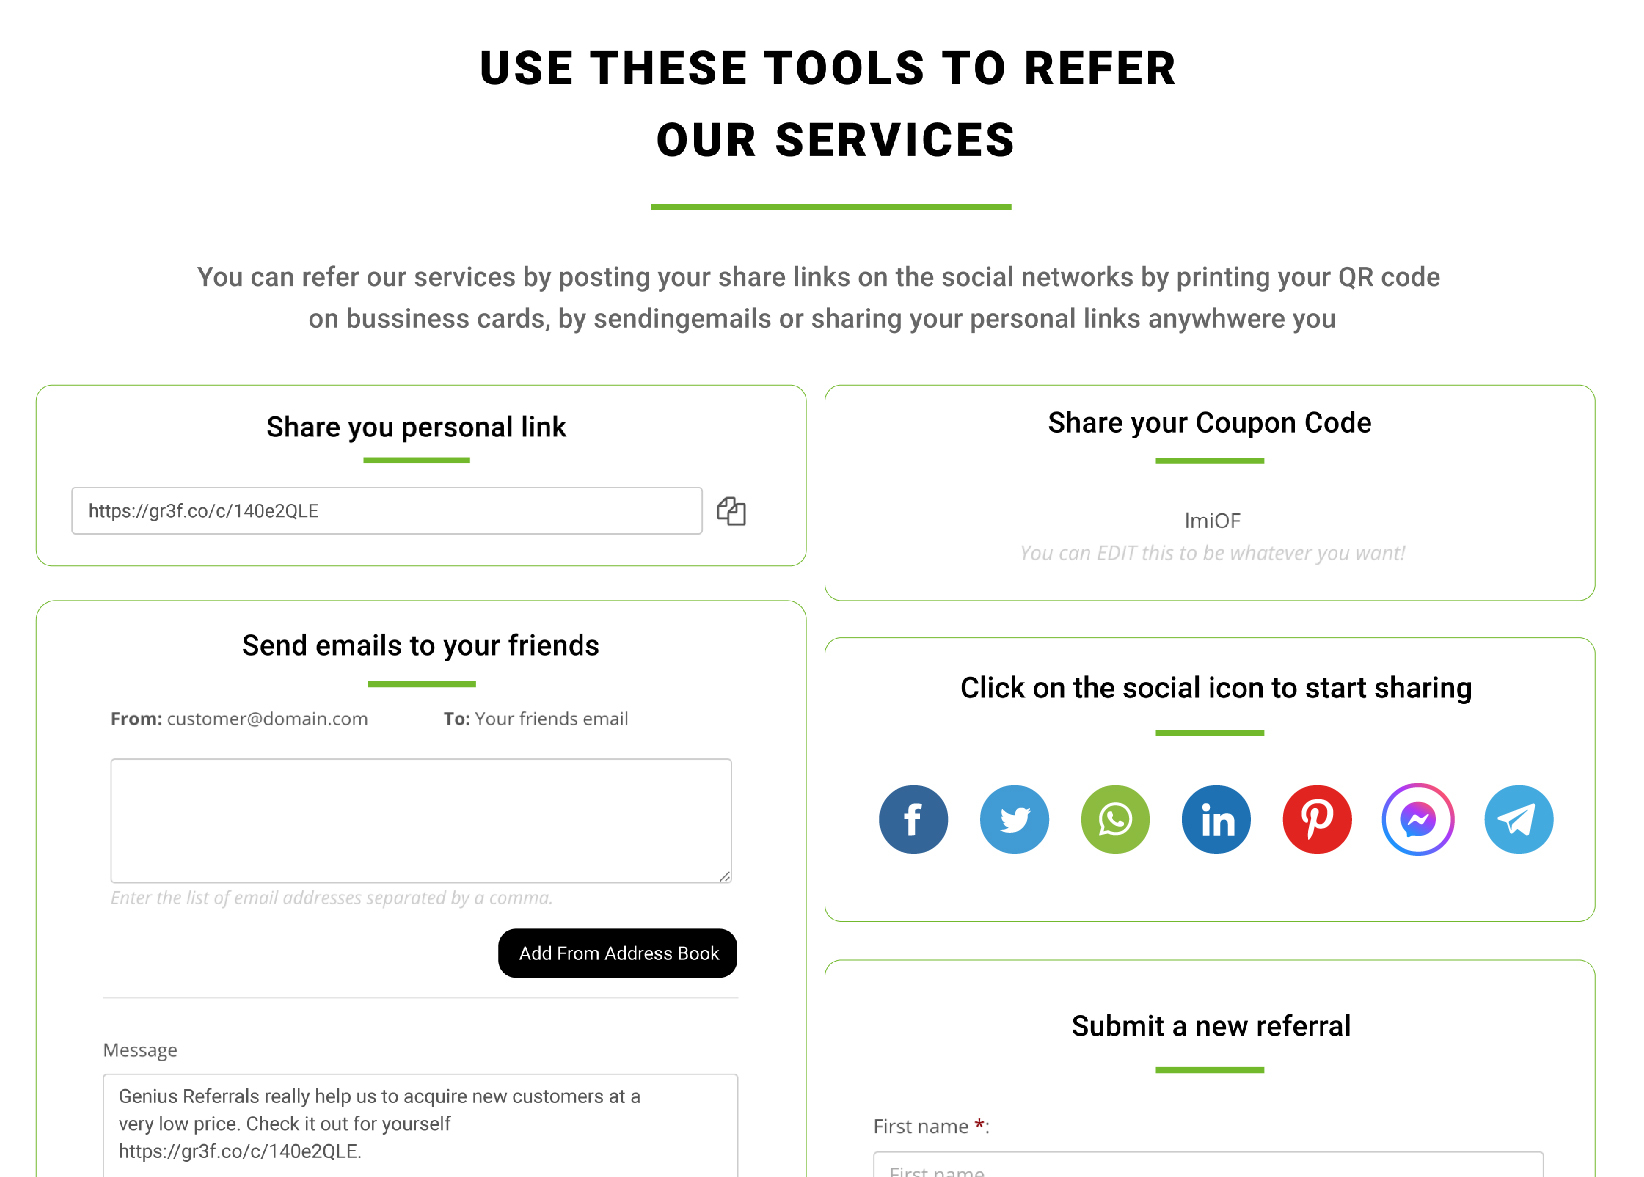 USE THESE TOOLS TO REFER
OUR SERVICES
You can refer our services by posting your share links on the social networks by printing your QR code
on bussiness cards, by sendingemails or sharing your personal links anywhwere you
Share you personal link
https://gr3f.co/c/140e2QLE
Send emails to your friends
From: customer@domain.com
To: Your friends email
Enter the list of email addresses separated by a comma.
Add From Address Book
Message
Genius Referrals really help us to acquire new customers at a
very low price. Check it out for yourself
https://gr3f.co/c/140e2QLE.
Share your Coupon Code
lmiOF
You can EDIT this to be whatever you want!
Click on the social icon to start sharing
Submit a new referral
First name *:
First name